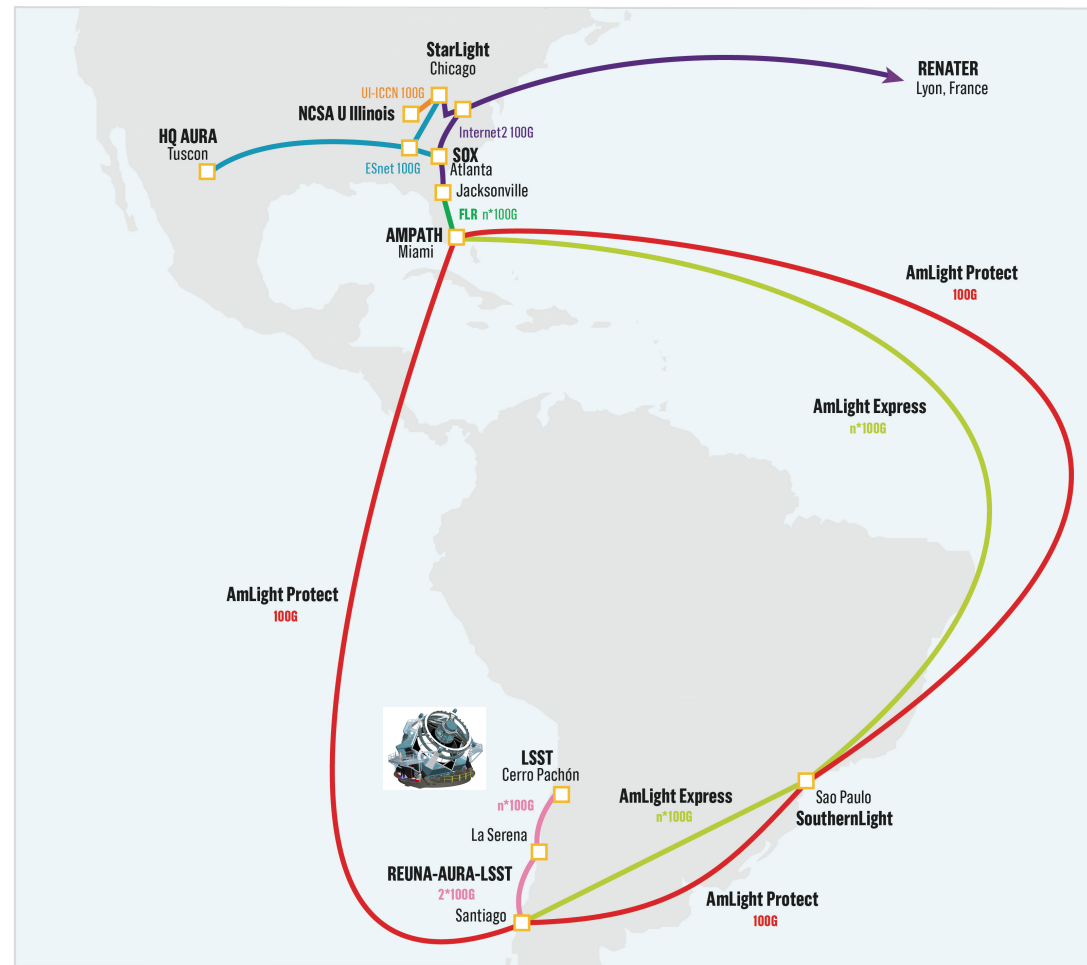 StarLight
Chicago
RENATER
Lyon, France
UI-ICCN 100G
NCSA U Illinois
Internet2 100G
HQ AURA
Tuscon
SOX
Atlanta
ESnet 100G
Jacksonville
FLR n*100G
AMPATH
Miami
AmLight Protect
100G
AmLight Express
n*100G
AmLight Protect
100G
LSST
Cerro Pachón
n*100G
AmLight Express
n*100G
Sao Paulo
SouthernLight
La Serena
REUNA-AURA-LSST
2*100G
Santiago
AmLight Protect
100G